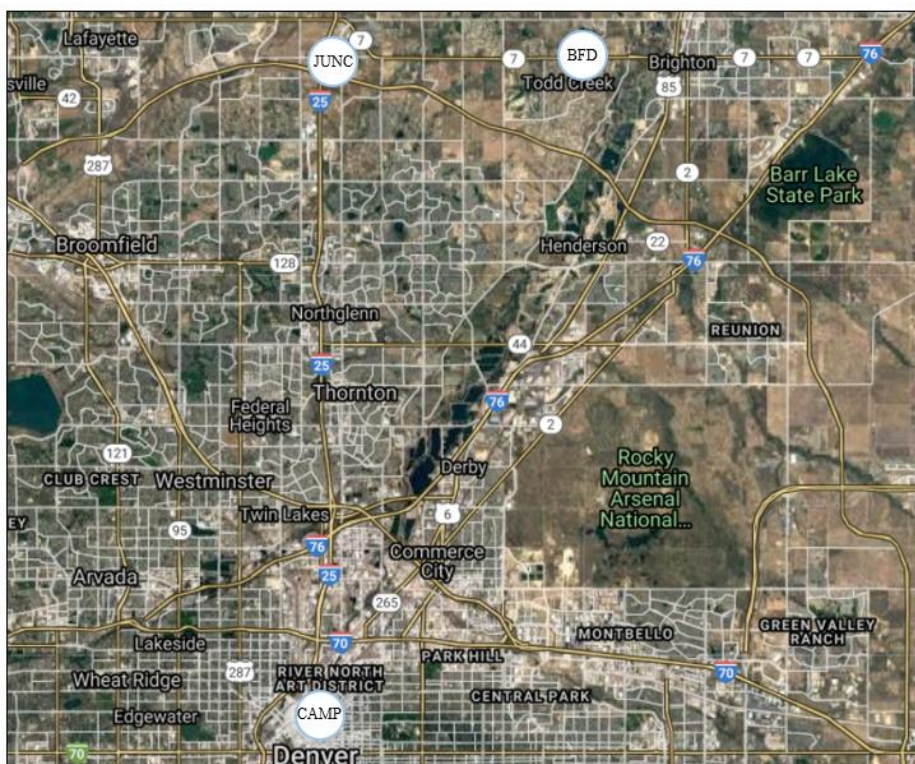 Lafayette
7
JUNC
7
BFD
Todd Creek
Brighton
7
7
76
sville
42
25
85
287
2
Barr Lake
State Park
Broomfield
128
Henderson
22
76
Northglenn
44
REUNION
25
Thornton
76
Federal
Heights
2
121
CLUB CREST
Westminster
Derby
Rocky
Mountain
Arsenal
National...
EY
95
Twin Lakes
6
76
Commerce
City
25
Arvada
265
Lakeside
70
PARK HILL
MONTBELLO
GREEN VALLEY
RANCH
Wheat Ridge
287
RIVER NORTH
ART DISTRICT
70
CENTRAL PARK
Edgewater
CAMP
70
Denver